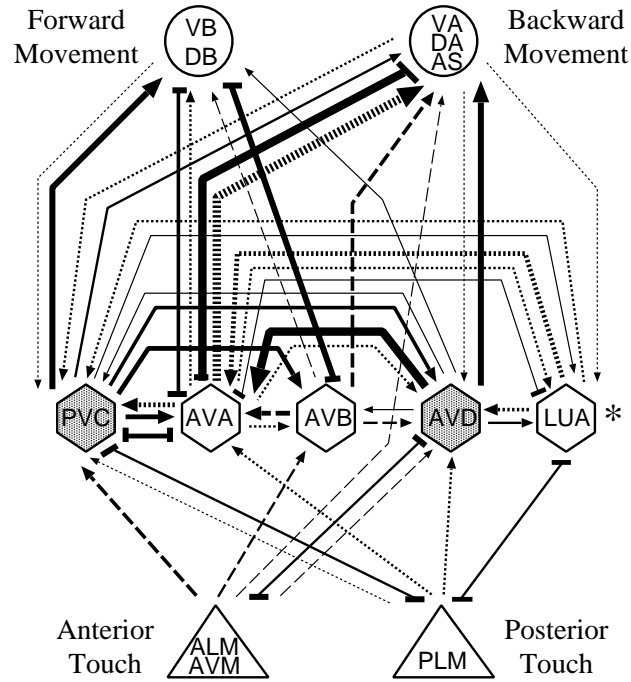 Forward
Movement
VB
DB
VA
DA
AS
Backward
Movement
PVC
AVA
AVB
AVD
LUA
*
Anterior
Touch
ALM
AVM
PLM
Posterior
Touch